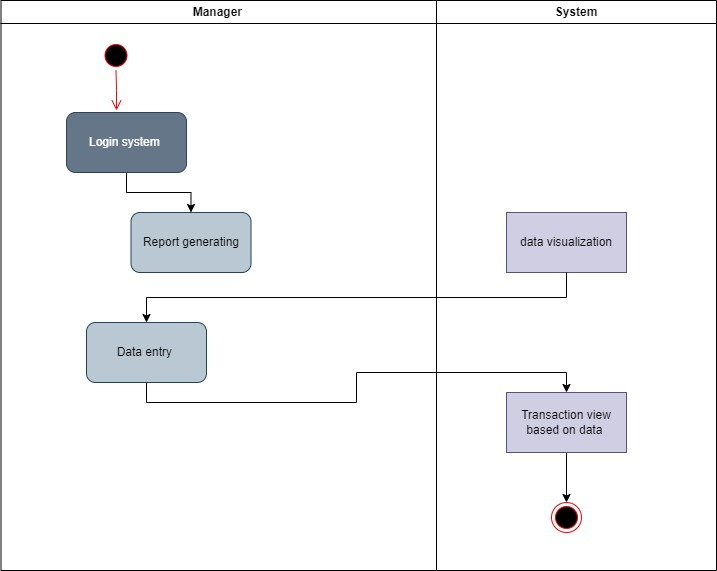 Manager
System
Login system
Report generating
data visualization
Data entry
Transaction view
based on data